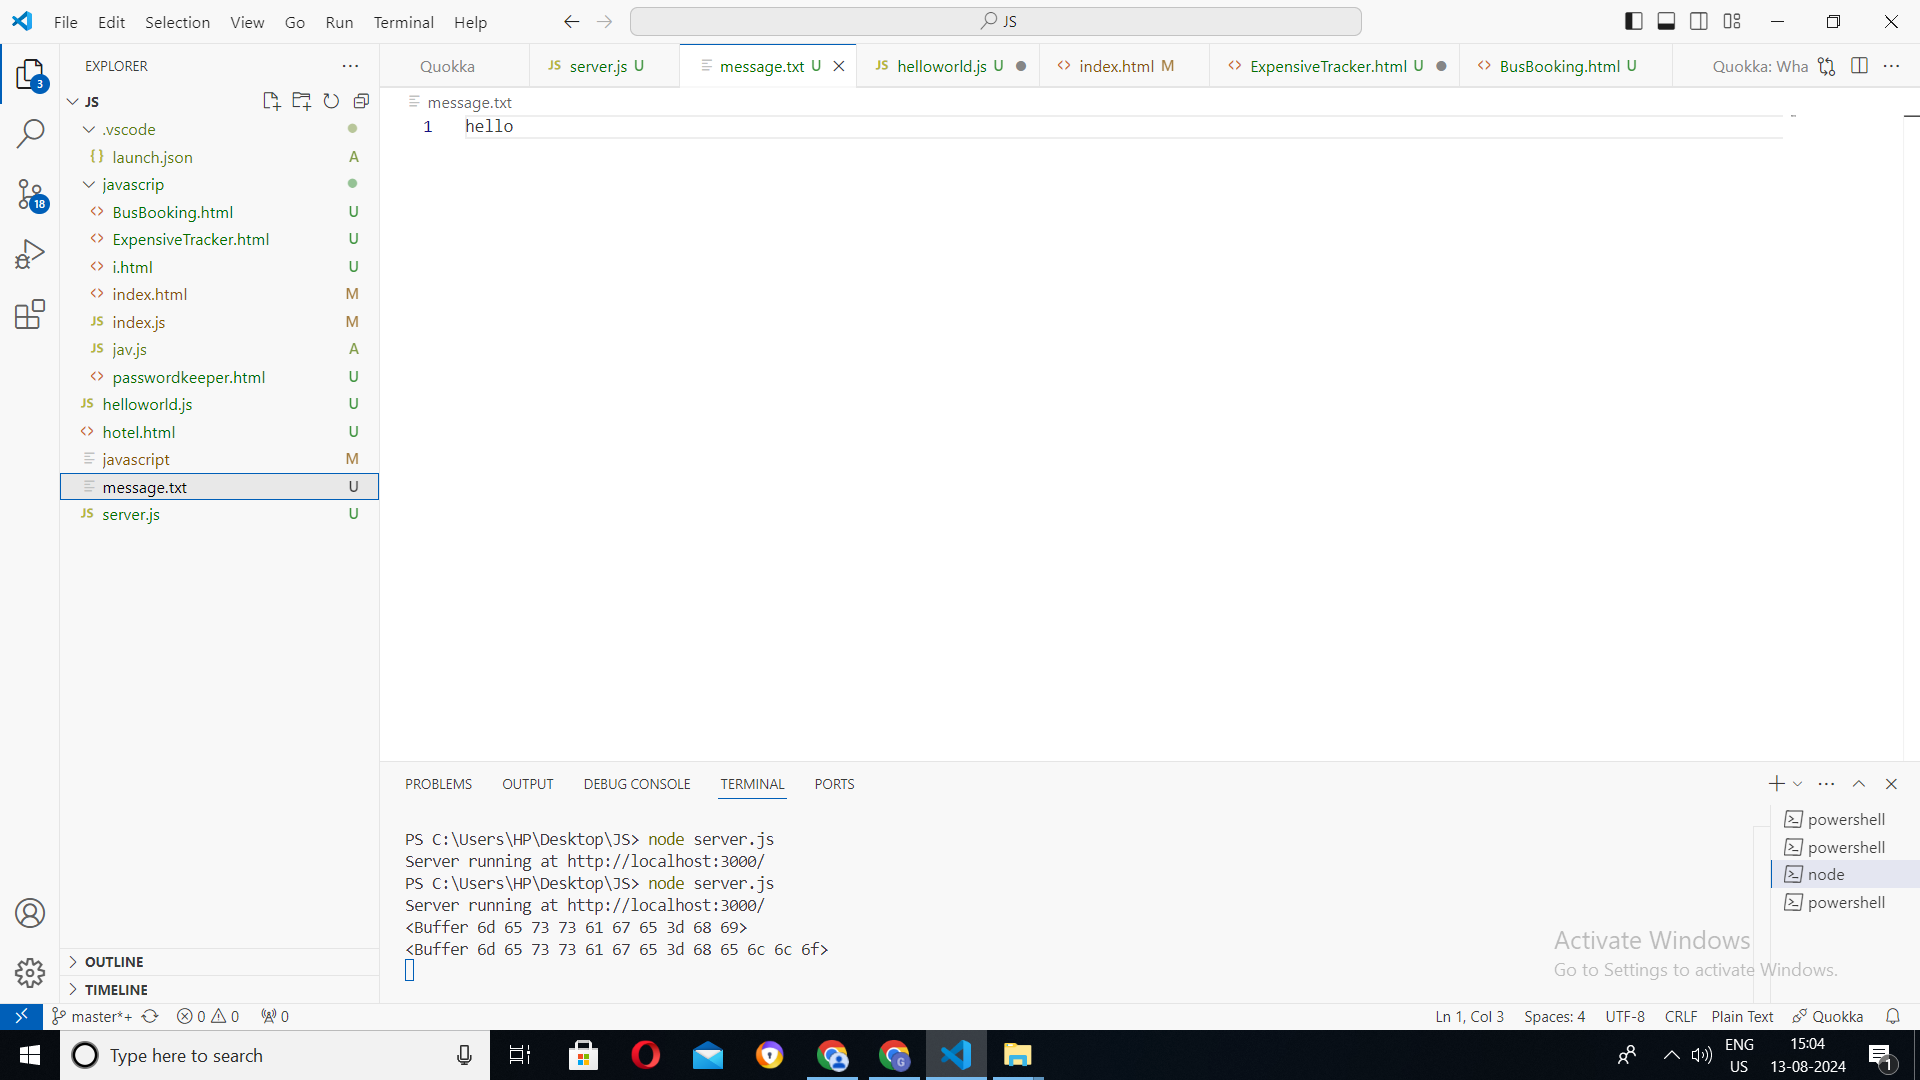 File Edit Selection View Go Run Terminal Help
JS
EXPLORER
JS
.vscode
launch.json A
javascrip
BusBooking.html U
ExpensiveTracker.html U
i.html U
index.html M
index.js M
jav.js A
passwordkeeper.html U
helloworld.js U
hotel.html U
javascript M
message.txt U
server.js U
OUTLINE
TIMELINE
Quokka
JS server.js U
message.txt U
JS helloworld.js U
index.html M
ExpensiveTracker.html U
BusBooking.html U
Quokka: Wha
message.txt
1 hello
PROBLEMS OUTPUT DEBUG CONSOLE TERMINAL PORTS
PS C:\Users\HP\Desktop\JS> node server.js
Server running at http://localhost:3000/
PS C:\Users\HP\Desktop\JS> node server.js
Server running at http://localhost:3000/
<Buffer 6d 65 73 73 61 67 65 3d 68 69>
<Buffer 6d 65 73 73 61 67 65 3d 68 65 6c 6c 6f>
powershell
powershell
node
powershell
Activate Windows
Go to Settings to activate Windows.
master*+ 0 0 0
Ln 1, Col 3 Spaces: 4 UTF-8 CRLF Plain Text Quokka
Type here to search
ENG
US
15:04
13-08-2024
1